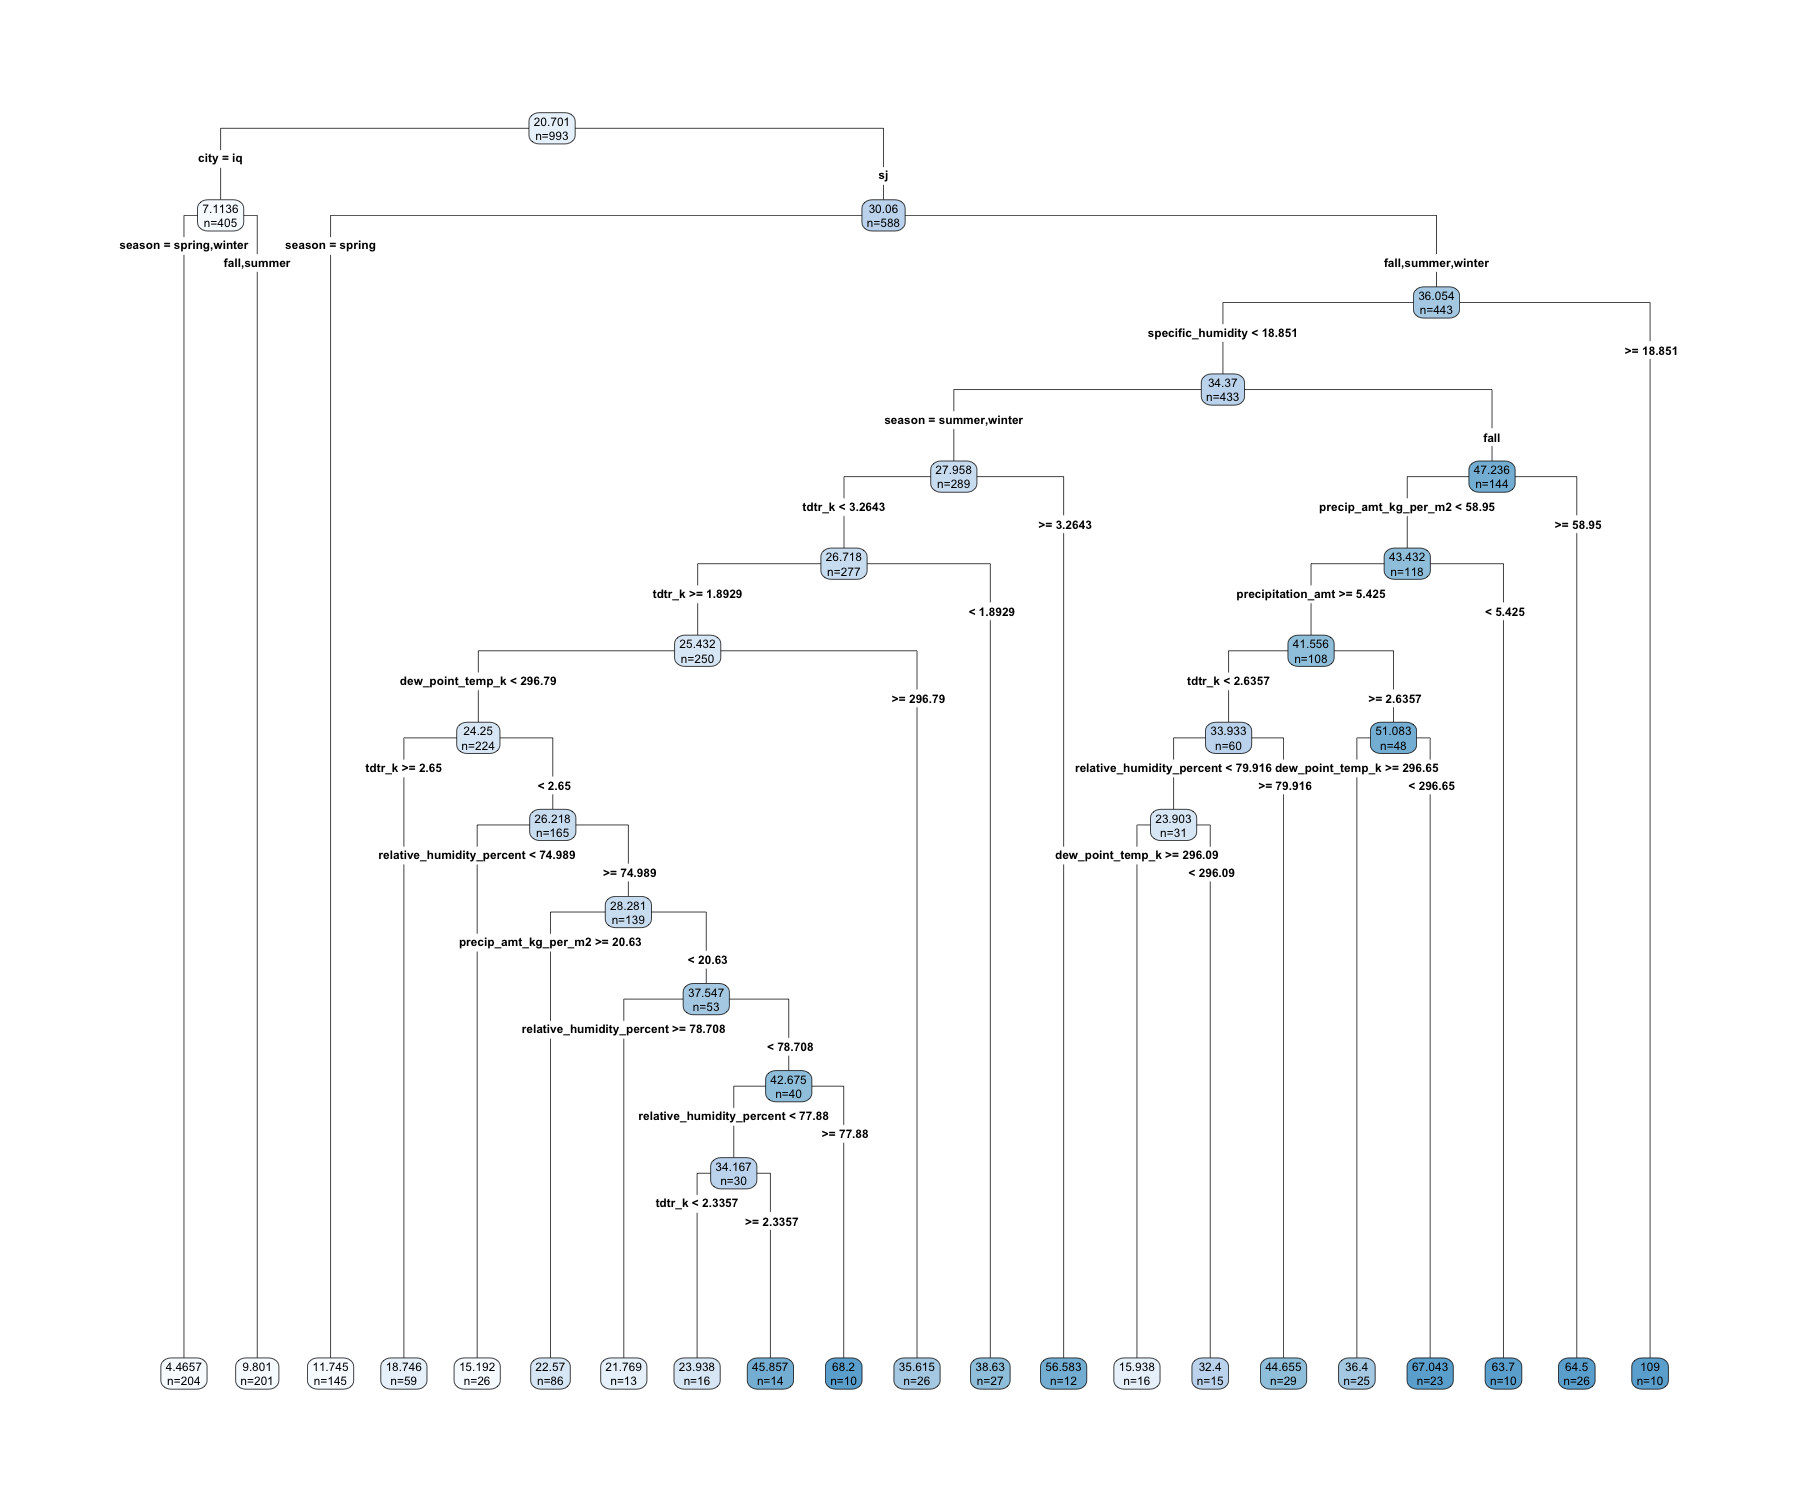 20.701
n=993
city = iq
sj
7.1136
n=405
30.06
n=588
season = spring,winter
season = spring
fall,summer
fall,summer,winter
36.054
n=443
specific_humidity < 18.851
>= 18.851
34.37
n=433
season = summer,winter
fall
27.958
n=289
47.236
n=144
tdtr_k < 3.2643
precip_amt_kg_per_m2 < 58.95
>= 3.2643
>= 58.95
26.718
n=277
43.432
n=118
tdtr_k >= 1.8929
precipitation_amt >= 5.425
< 1.8929
< 5.425
25.432
n=250
41.556
n=108
dew_point_temp_k < 296.79
tdtr_k < 2.6357
>= 296.79
>= 2.6357
24.25
n=224
33.933
n=60
51.083
n=48
tdtr_k >= 2.65
relative_humidity_percent < 79.916
dew_point_temp_k >= 296.65
< 2.65
>= 79.916
< 296.65
26.218
n=165
23.903
n=31
relative_humidity_percent < 74.989
dew_point_temp_k >= 296.09
>= 74.989
< 296.09
28.281
n=139
precip_amt_kg_per_m2 >= 20.63
< 20.63
37.547
n=53
relative_humidity_percent >= 78.708
< 78.708
42.675
n=40
relative_humidity_percent < 77.88
>= 77.88
34.167
n=30
tdtr_k < 2.3357
>= 2.3357
4.4657
n=204
9.801
n=201
11.745
n=145
18.746
n=59
15.192
n=26
22.57
n=86
21.769
n=13
23.938
n=16
45.857
n=14
68.2
n=10
35.615
n=26
38.63
n=27
56.583
n=12
15.938
n=16
32.4
n=15
44.655
n=29
36.4
n=25
67.043
n=23
63.7
n=10
64.5
n=26
109
n=10